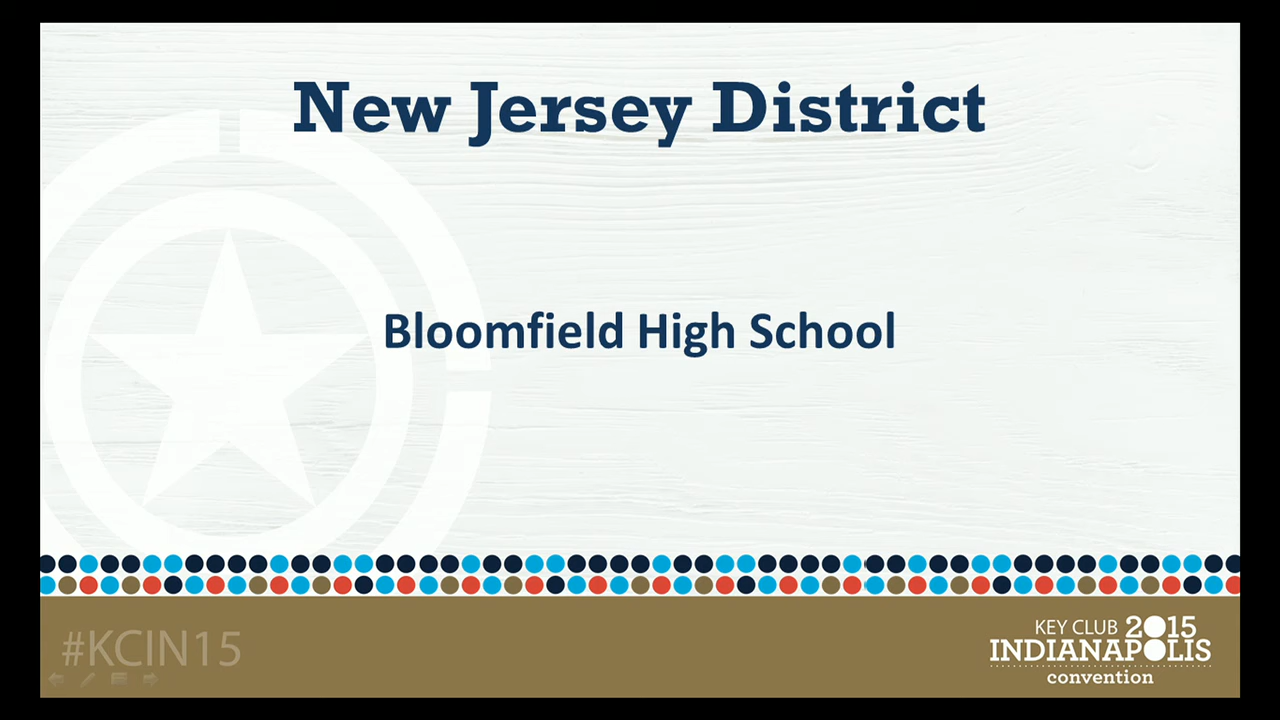 New Jersey District
Bloomfield High School
#KCIN15
KEY CLUB 2015
INDIANAPOLIS
convention